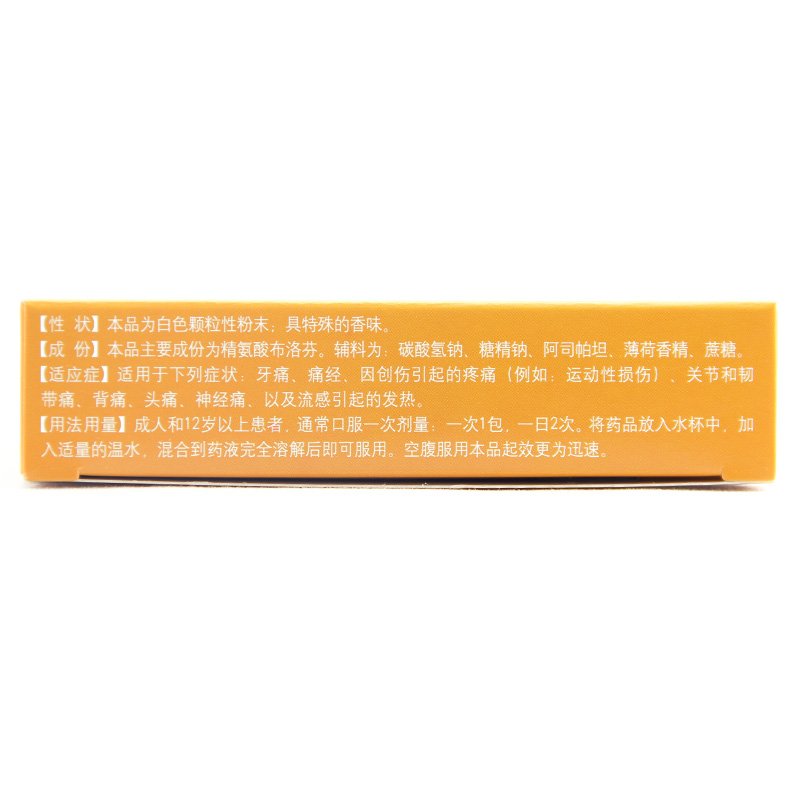 【性 状】本品为白色颗粒性粉末；具特殊的香味。
【成 份】本品主要成份为精氨酸布洛芬。辅料为：碳酸氢钠、糖精钠、阿司帕坦、薄荷香精、蔗糖。
【适应症】适用于下列症状：牙痛、痛经、因创伤引起的疼痛（例如：运动性损伤）、关节和韧
带痛、背痛、头痛、神经痛、以及流感引起的发热。
【用法用量】成人和12岁以上患者，通常口服一次剂量：一次1包，一日2次。将药品放入水杯中，加
入适量的温水，混合到药液完全溶解后即可服用。空腹服用本品起效更为迅速。